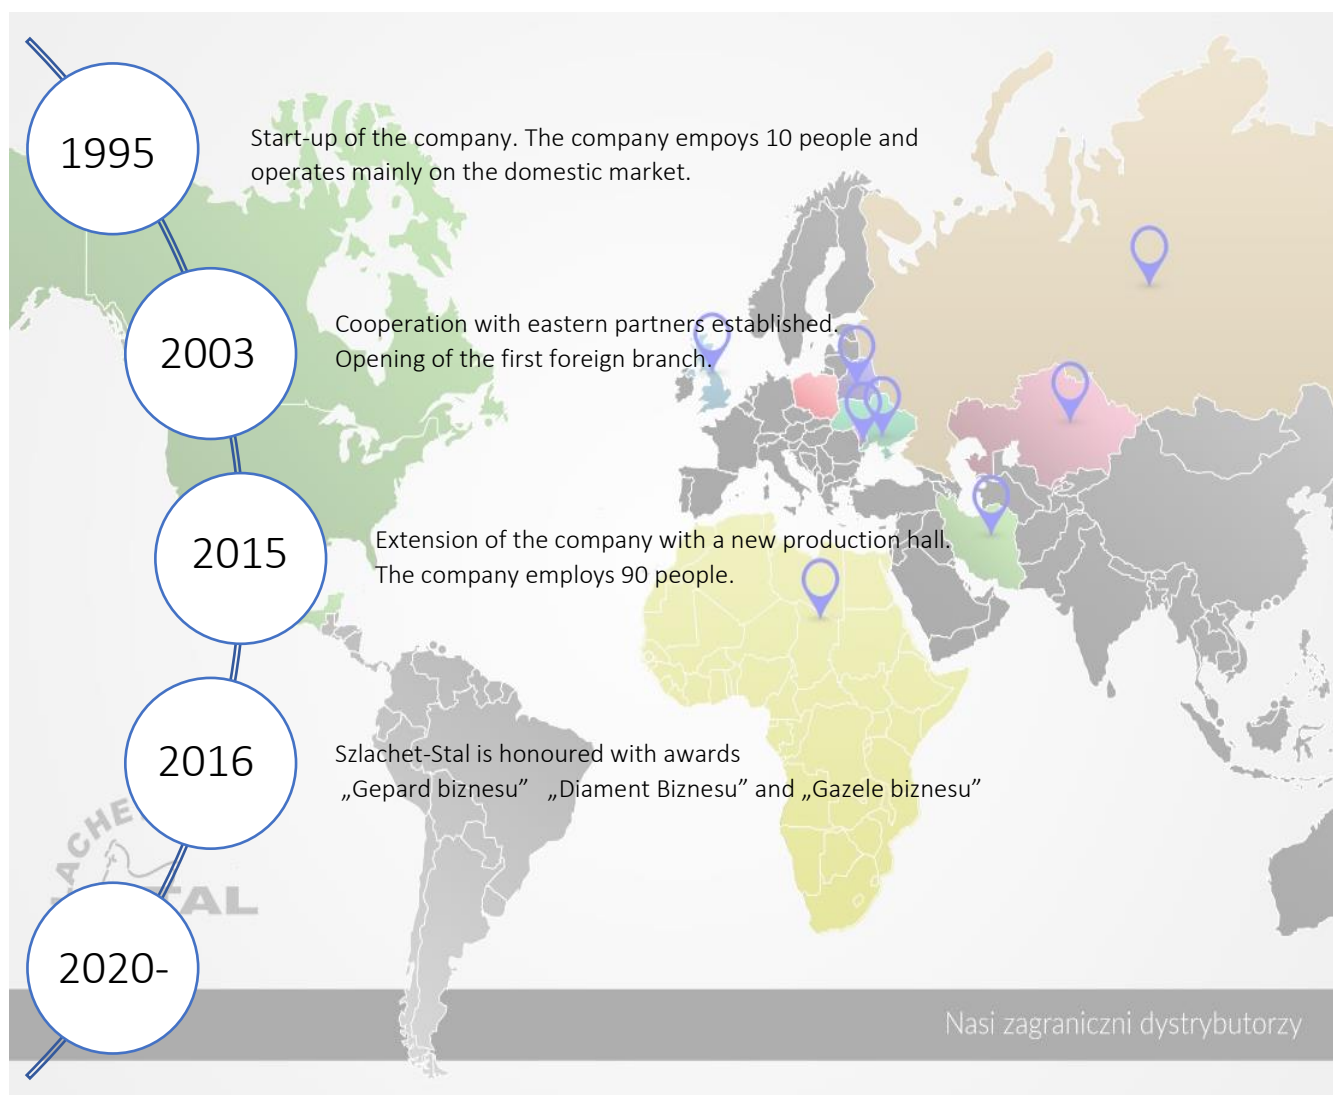 1995
Start-up of the company. The company empoys 10 people and
operates mainly on the domestic market.
2003
Cooperation with eastern partners established.
Opening of the first foreign branch.
2015
Extension of the company with a new production hall.
The company employs 90 people.
2016
Szlachet-Stal is honoured with awards
„Gepard biznesu” „Diament Biznesu” and „Gazele biznesu”
ACHE
TAL
2020-
Nasi zagraniczni dystrybutorzy